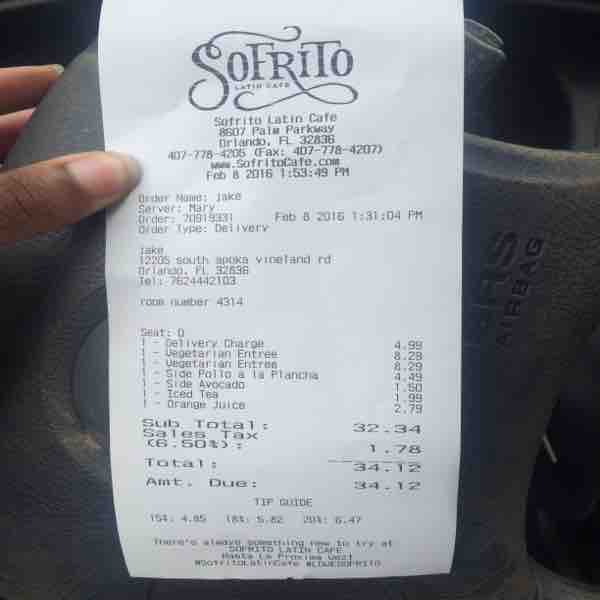 SOFRITO
LATIN CAFE
Sofrito Latin Cafe
8607 Palm Parkway
Orlando, FL 32836
407-778-4205 (Fax: 407-778-4207)
www.SofritoCafe.com
Feb 8 2016 1:53:49 PM
Order Name: jake
Server: Mary
Order: 70919331 Feb 8 2016 1:31:04 PM
Order Type: Delivery
jake
12205 south apoka vineland rd
Orlando, FL 32836
Tel: 7624442103
room number 4314
Seat: 0
1 - Delivery Charge 4.99
1 - Vegetarian Entree 8.29
1 - Vegetarian Entree 8.29
1 - Side Pollo a la Plancha 4.49
1 - Side Avocado 1.50
1 - Iced Tea 1.99
1 - Orange Juice 2.79
Sub Total: 32.34
Sales Tax
(6.50%): 1.78
Total: 34.12
Amt. Due: 34.12
TIP GUIDE
15%: 4.85 18%: 5.82 20%: 6.47
There's always something new to try at
SOFRITO LATIN CAFE
Hasta La Proxima Vez!
#SofritoLatinCafe #LOVESOFRITO
SRS
AIRBAG